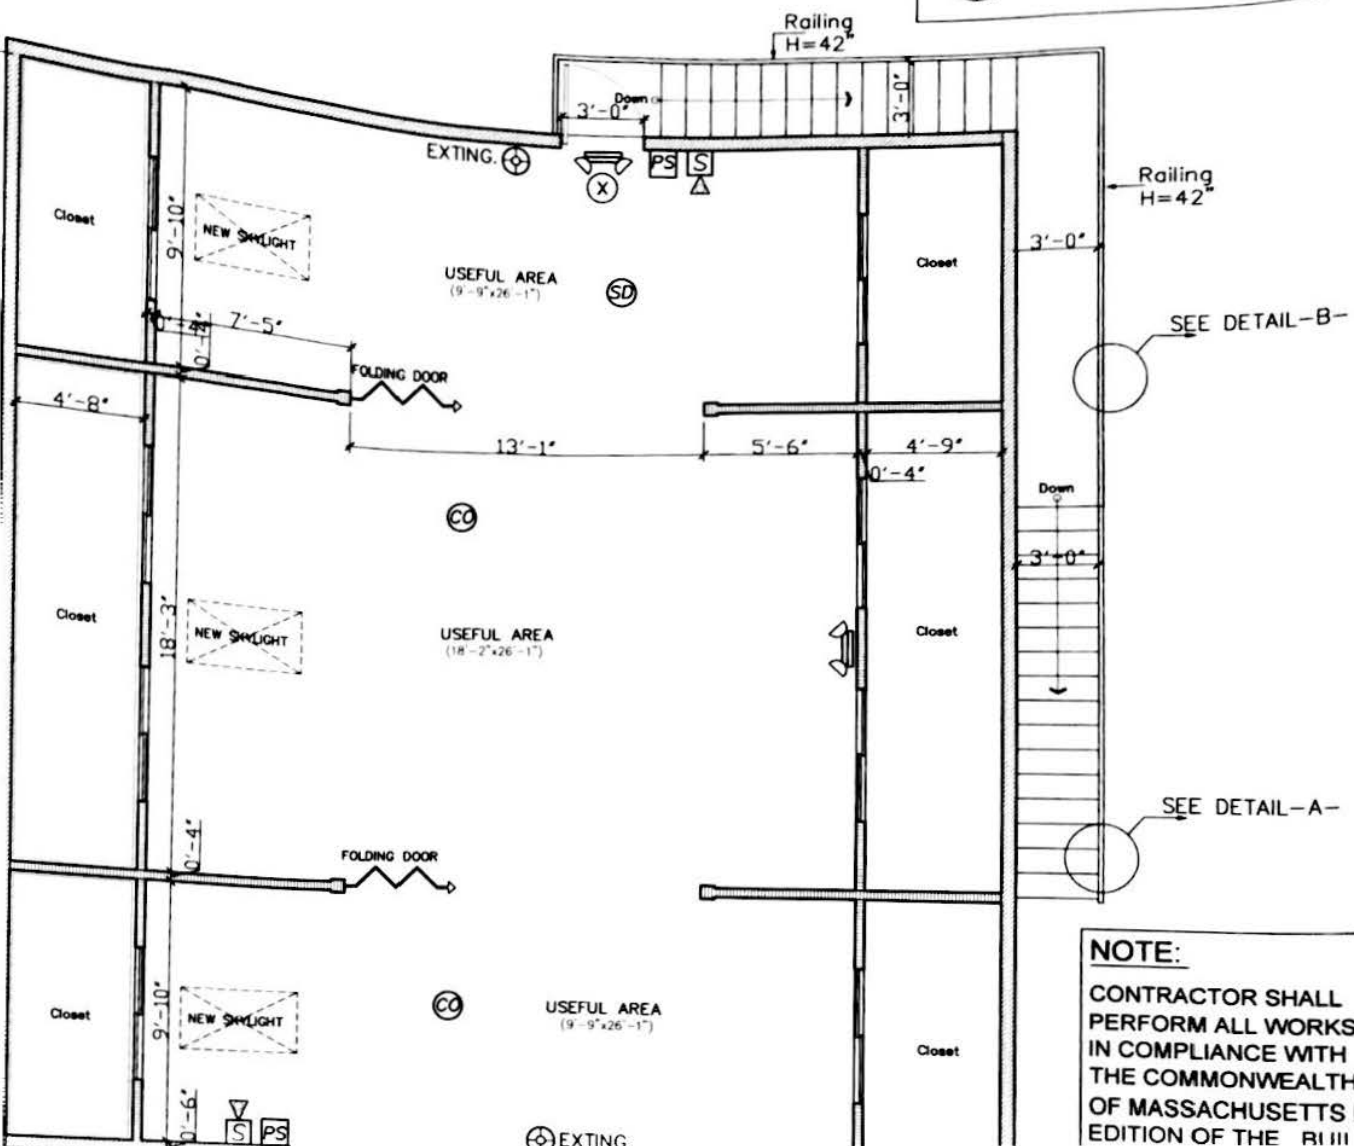 Railing
H=42"
Down
3'-0"
3'-0"
EXTING.
X
PS
S
Railing
H=42"
Closet
9'-10"
NEW SKYLIGHT
USEFUL AREA
(9'-9"x26'-1")
SD
Closet
3'-0"
SEE DETAIL-B-
0'-4"
0'-4"
7'-5"
FOLDING DOOR
4'-8"
13'-1"
5'-6"
4'-9"
0'-4"
Down
CO
3'-0"
Closet
18'-3"
NEW SKYLIGHT
USEFUL AREA
(18'-2"x26'-1")
Closet
SEE DETAIL-A-
0'-4"
FOLDING DOOR
NOTE:
CONTRACTOR SHALL
PERFORM ALL WORKS
IN COMPLIANCE WITH
THE COMMONWEALTH
OF MASSACHUSETTS
EDITION OF THE
Closet
9'-10"
NEW SKYLIGHT
CO
USEFUL AREA
(9'-9"x26'-1")
Closet
0'-6"
S
PS
EXTING